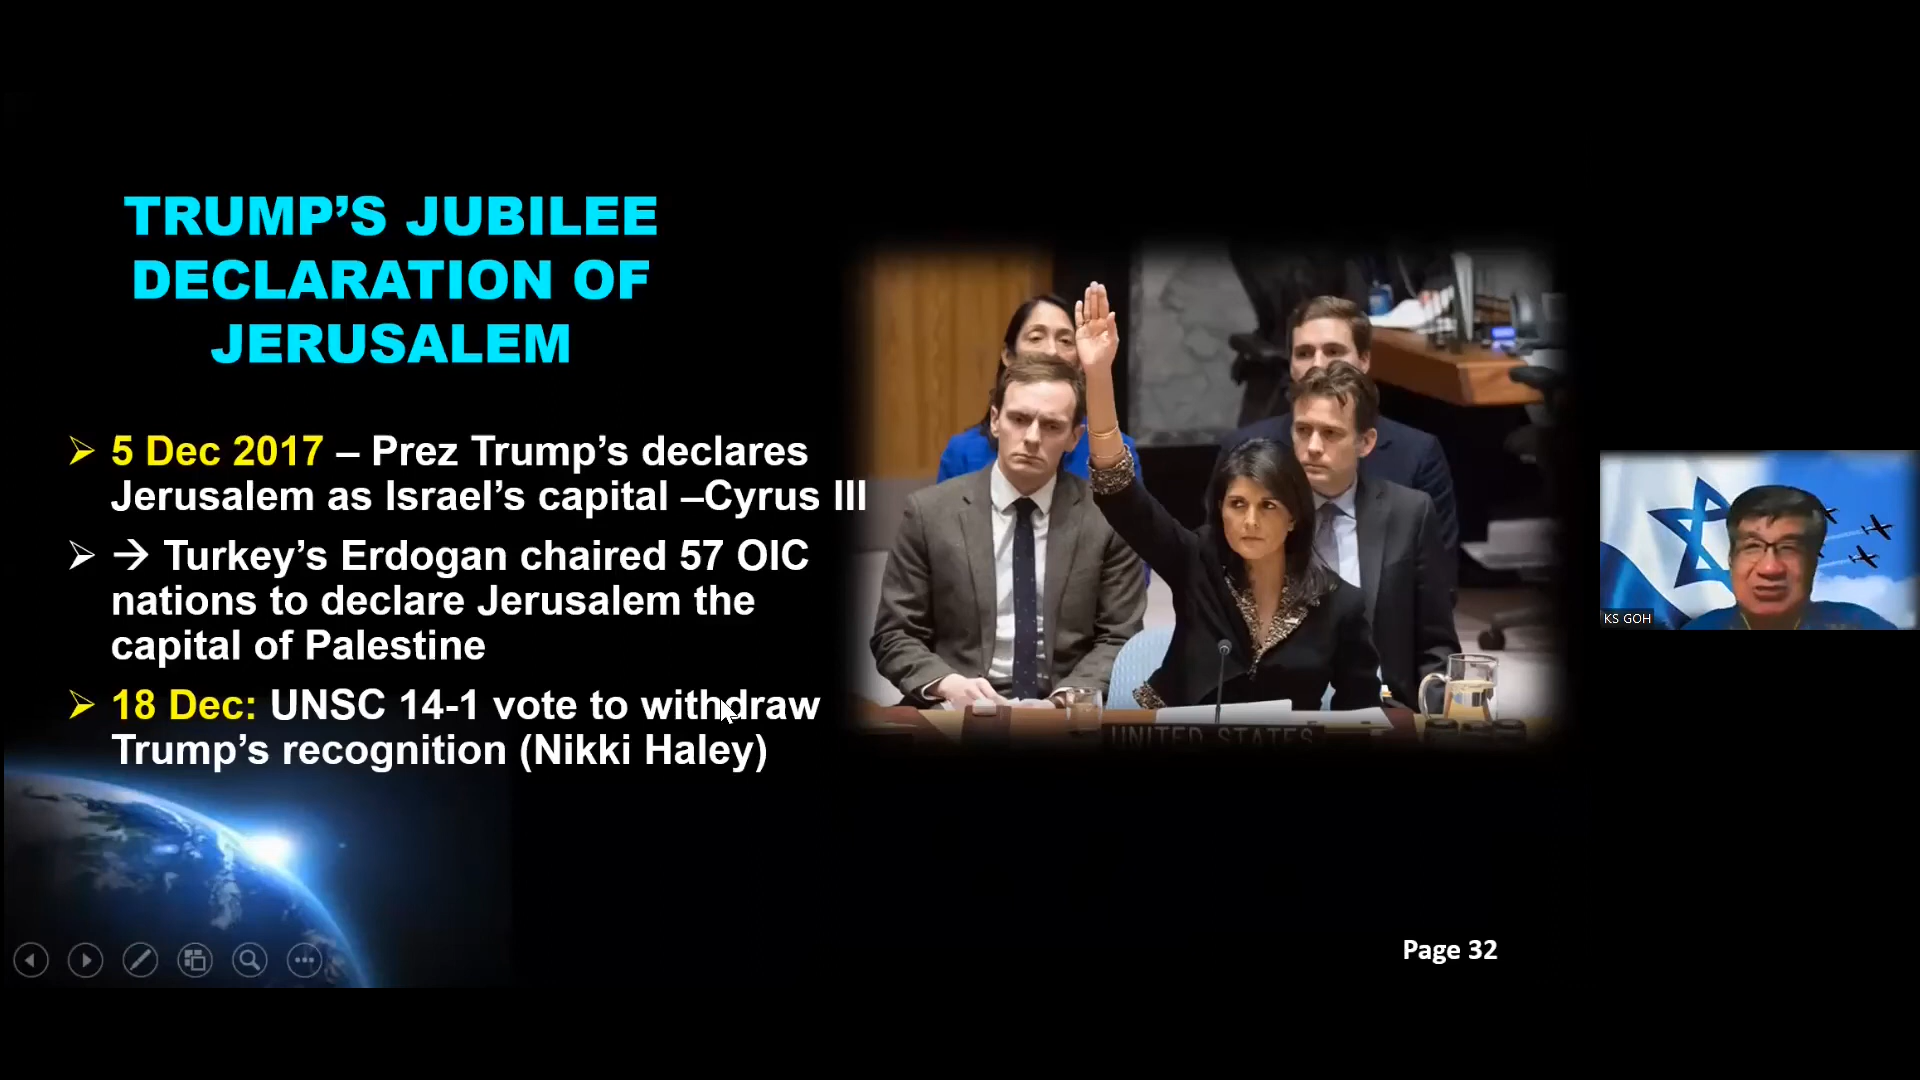 TRUMP’S JUBILEE
DECLARATION OF
JERUSALEM
➢ 5 Dec 2017 – Prez Trump’s declares
Jerusalem as Israel’s capital –Cyrus III
➢ → Turkey’s Erdogan chaired 57 OIC
nations to declare Jerusalem the
capital of Palestine
➢ 18 Dec: UNSC 14-1 vote to withdraw
Trump’s recognition (Nikki Haley)
UNITED STATES
KS GOH
Page 32